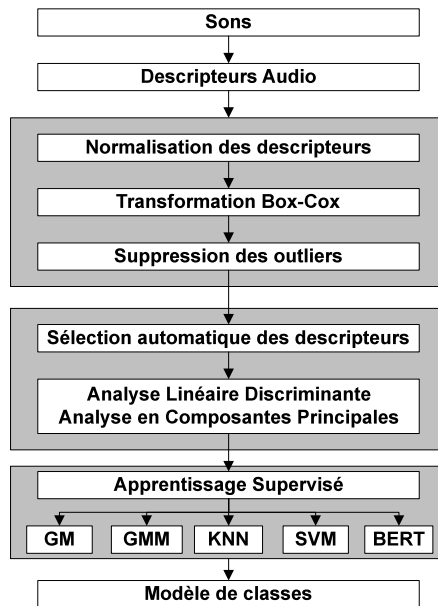 Sons
Descripteurs Audio
Normalisation des descripteurs
Transformation Box-Cox
Suppression des outliers
Sélection automatique des descripteurs
Analyse Linéaire Discriminante
Analyse en Composantes Principales
Apprentissage Supervisé
GM GMM KNN SVM BERT
Modèle de classes